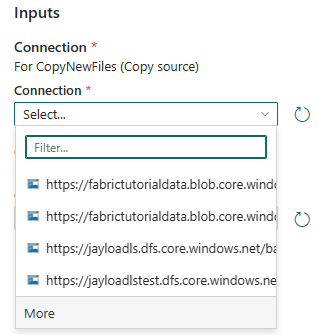 Inputs
Connection *
For CopyNewFiles (Copy source)
Connection *
Select...
Filter...
https://fabrictutorialdata.blob.core.windo
https://fabrictutorialdata.blob.core.windo
https://jayloadls.dfs.core.windows.net/ba
https://jayloadlstest.dfs.core.windows.ne
More